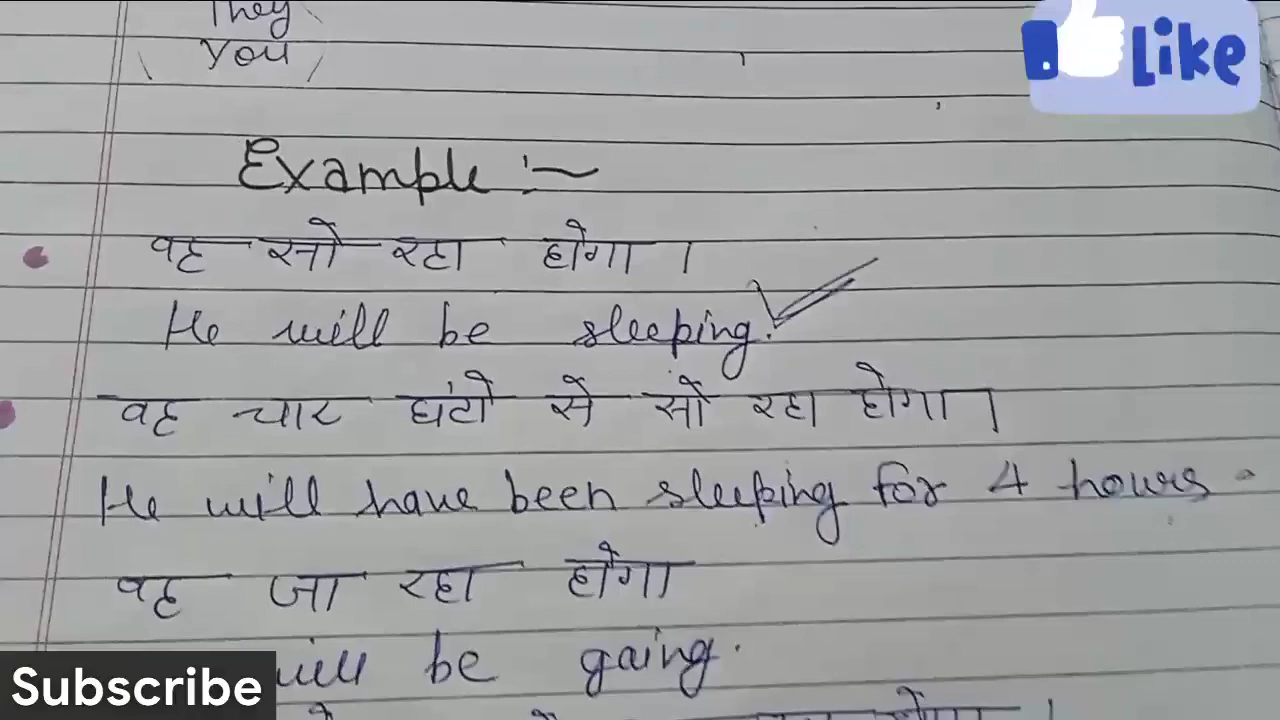 They
You
Like
Example :~
वह सो रहा होगा ।
He will be sleeping.
वह चार घंटो से सो रहा होगा ।
He will have been sleeping for 4 hours.
वह जा रहा होगा
will be gaing.
Subscribe